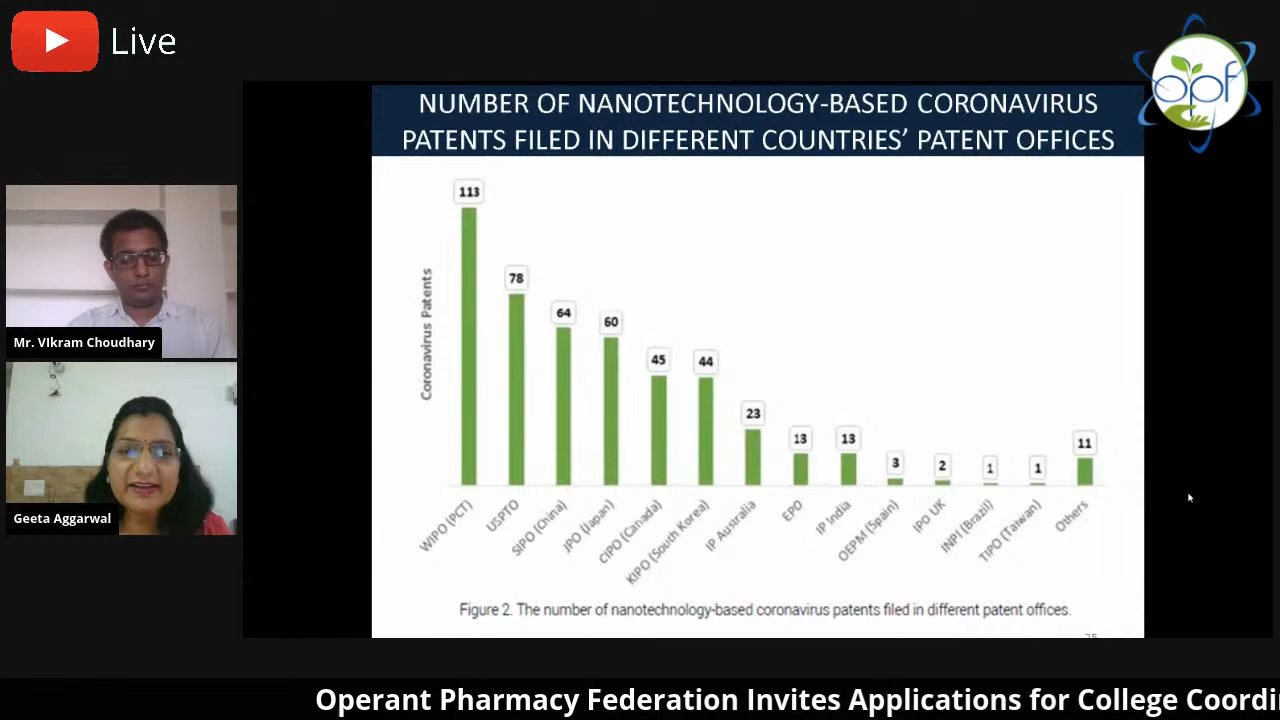 Live
opf
NUMBER OF NANOTECHNOLOGY-BASED CORONAVIRUS
PATENTS FILED IN DIFFERENT COUNTRIES’ PATENT OFFICES
Mr. VIkram Choudhary
Geeta Aggarwal
Coronavirus Patents
113
78
64
60
45
44
23
13
13
3
2
1
1
11
WIPO (PCT)
USPTO
SIPO (China)
JPO (Japan)
CIPO (Canada)
KIPO (South Korea)
IP Australia
EPO
IP India
OEPM (Spain)
IPO UK
INPI (Brazil)
TIPO (Taiwan)
Others
Figure 2. The number of nanotechnology-based coronavirus patents filed in different patent offices.
Operant Pharmacy Federation Invites Applications for College Coordi